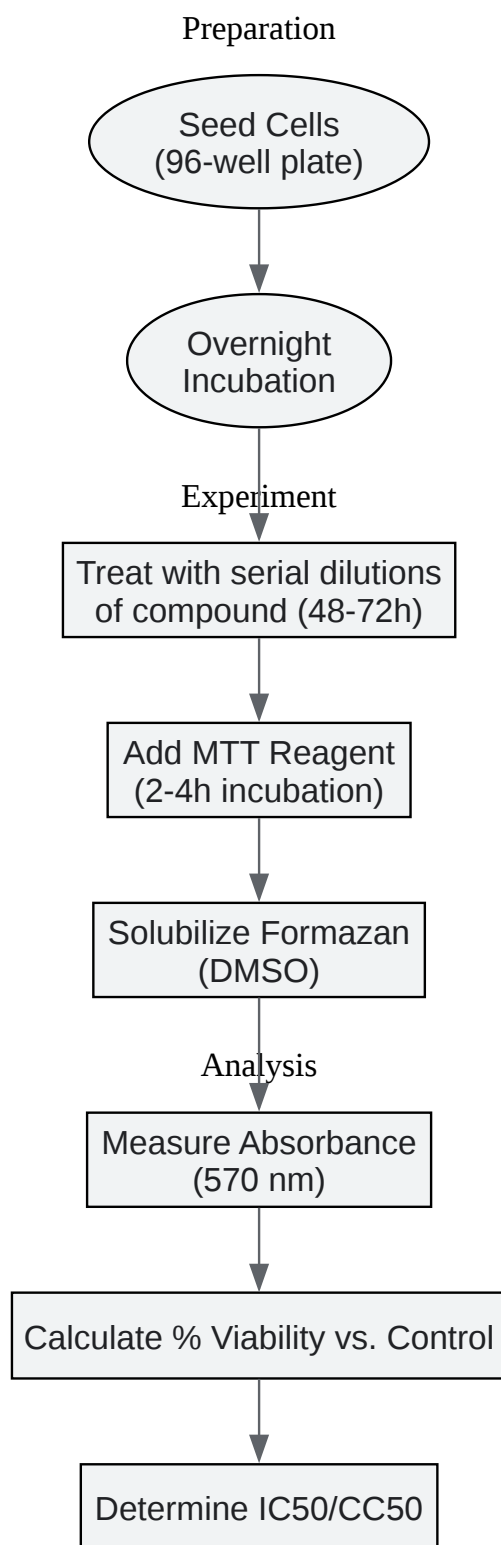 Preparation
Seed Cells
(96-well plate)
Overnight
Incubation
Experiment
Treat with serial dilutions
of compound (48-72h)
Add MTT Reagent
(2-4h incubation)
Solubilize Formazan
(DMSO)
Analysis
Measure Absorbance
(570 nm)
Calculate % Viability vs. Control
Determine IC50/CC50